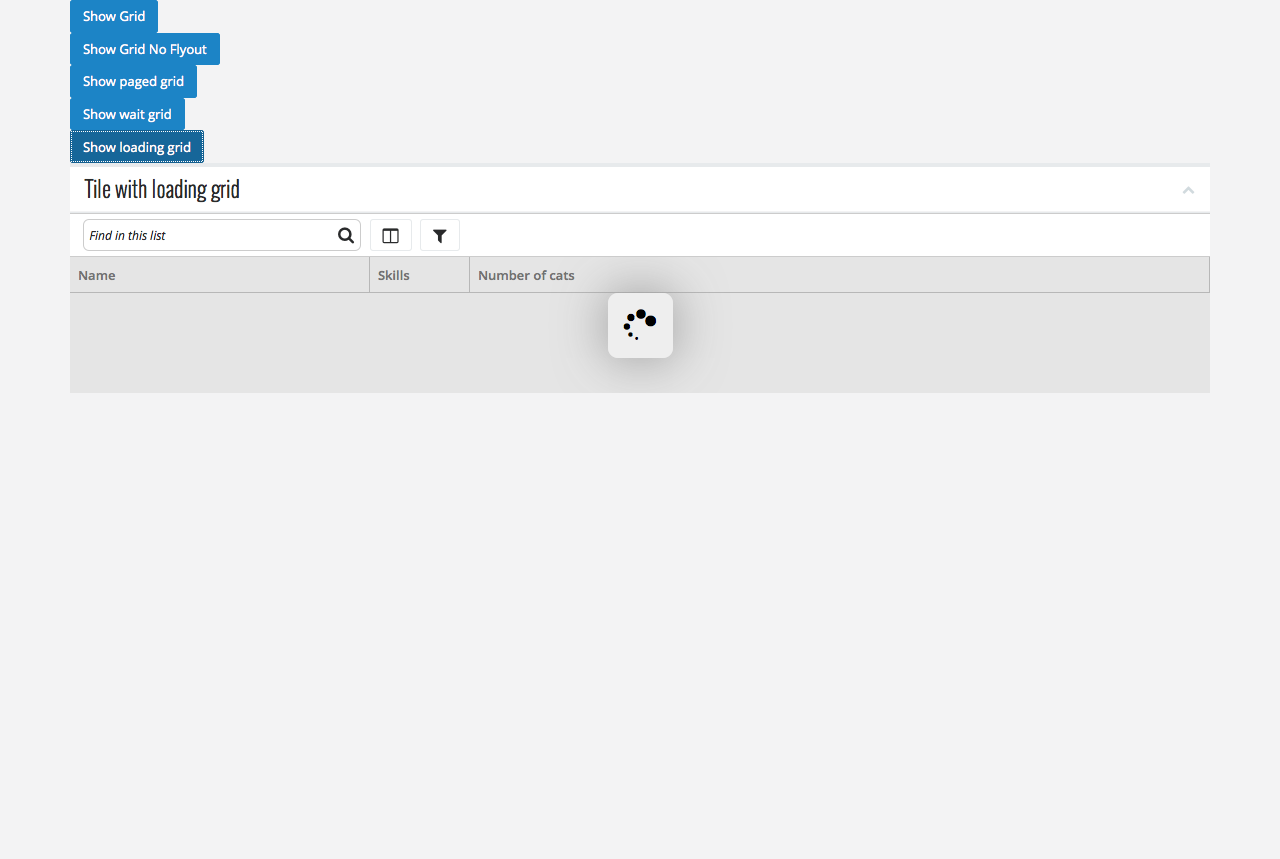 Show Grid
Show Grid No Flyout
Show paged grid
Show wait grid
Show loading grid
Tile with loading grid
Find in this list
Name Skills Number of cats